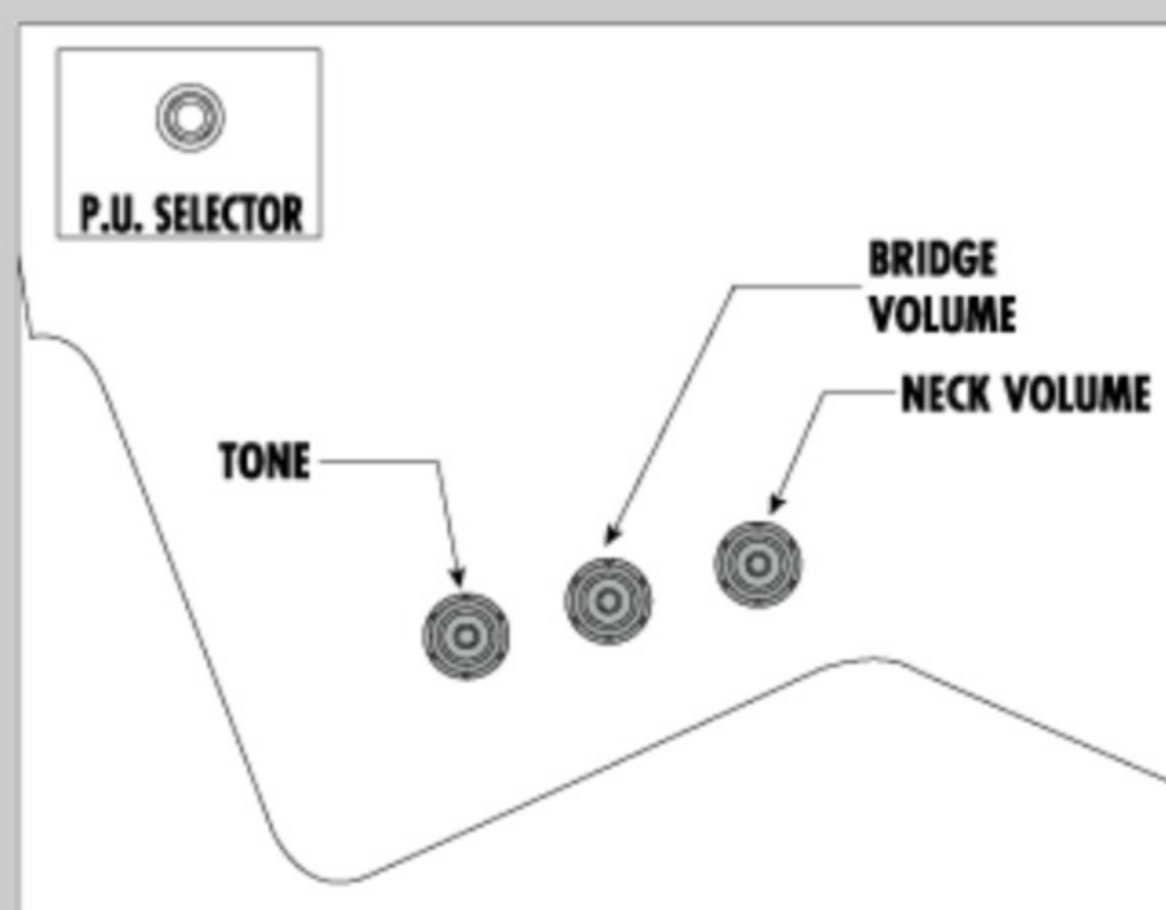 P.U. SELECTOR
BRIDGE
VOLUME
NECK VOLUME
TONE